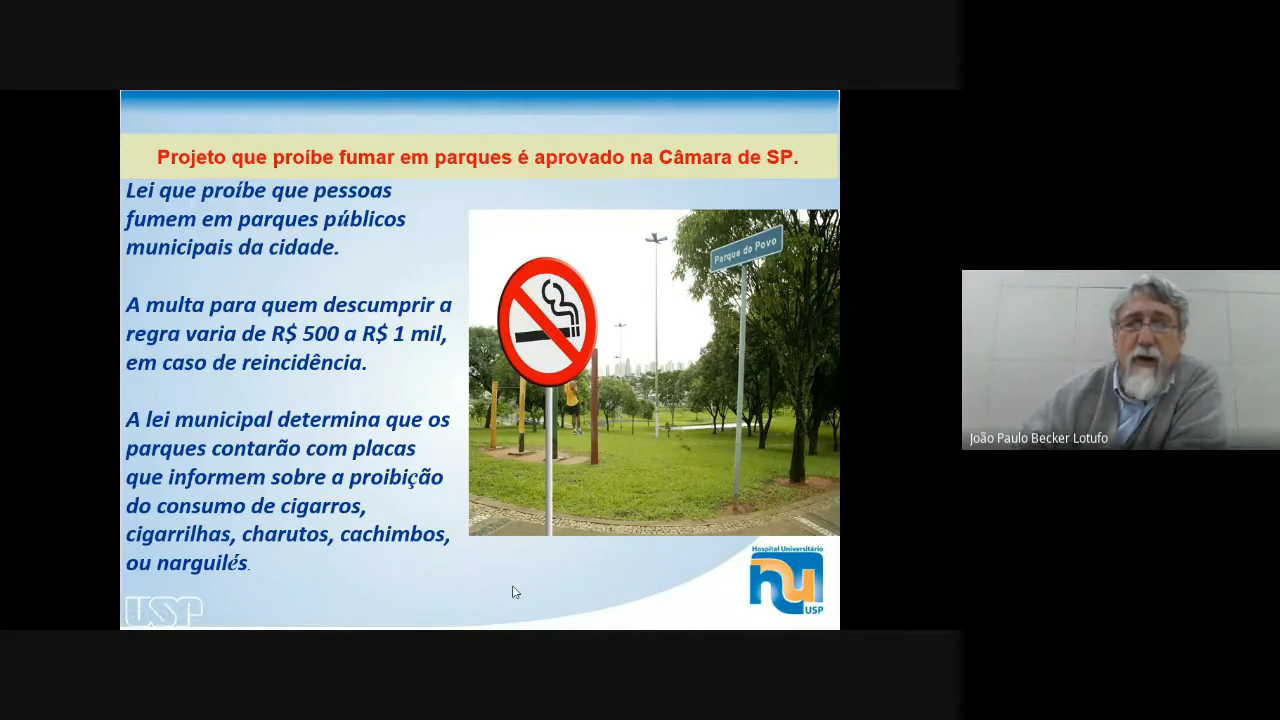 Projeto que proíbe fumar em parques é aprovado na Câmara de SP.
Lei que proíbe que pessoas
fumem em parques públicos
municipais da cidade.
A multa para quem descumprir a
regra varia de R$ 500 a R$ 1 mil,
em caso de reincidência.
A lei municipal determina que os
parques contarão com placas
que informem sobre a proibição
do consumo de cigarros,
cigarrilhas, charutos, cachimbos,
ou narguilés.
Parque do Povo
Hospital Universitário
hu
USP
USP
João Paulo Becker Lotufo